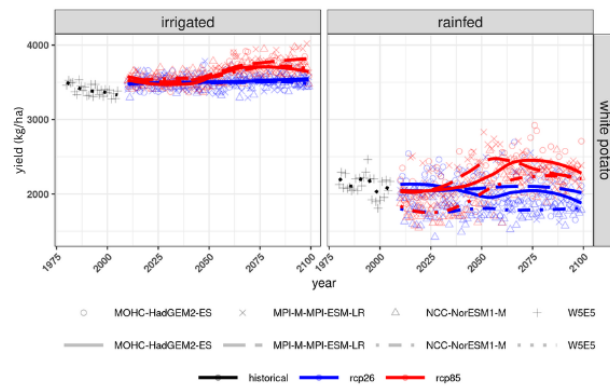 irrigated
rainfed
4000
3000
2000
yield (kg/ha)
white potato
1975 2000 2025 2050 2075 2100 1975 2000 2025 2050 2075 2100
year
MOHC-HadGEM2-ES MPI-M-MPI-ESM-LR NCC-NorESM1-M W5E5
MOHC-HadGEM2-ES MPI-M-MPI-ESM-LR NCC-NorESM1-M W5E5
historical rcp26 rcp85